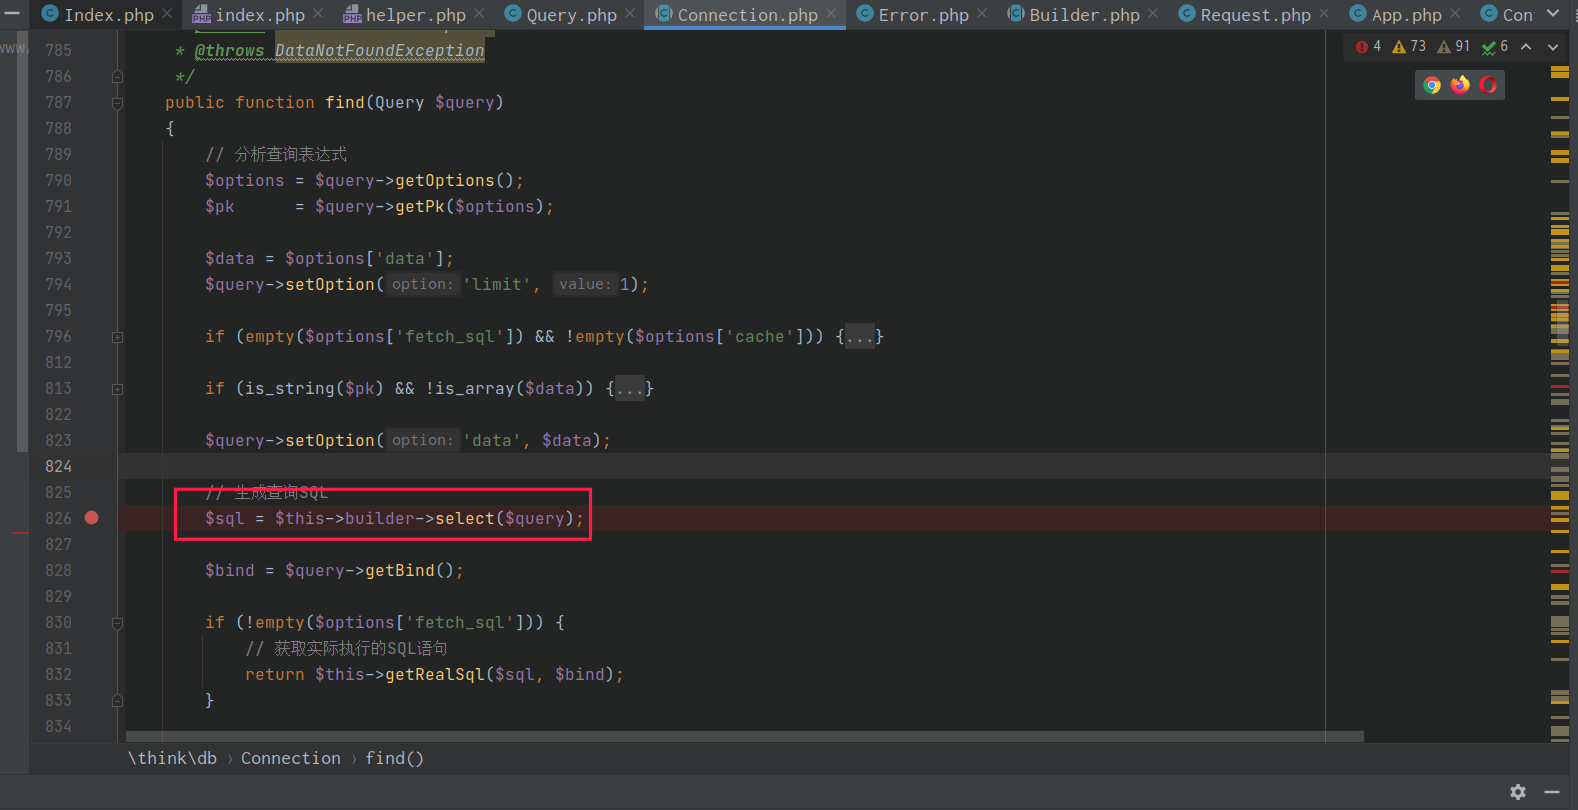 Index.php index.php helper.php Query.php Connection.php Error.php Builder.php Request.php App.php Con
www/
4 73 91 6
785 * @throws DataNotFoundException
786 */
787 public function find(Query $query)
788 {
789 // 分析查询表达式
790 $options = $query->getOptions();
791 $pk = $query->getPk($options);
792
793 $data = $options['data'];
794 $query->setOption( option: 'limit', value: 1);
795
796 if (empty($options['fetch_sql']) && !empty($options['cache'])) {...}
812
813 if (is_string($pk) && !is_array($data)) {...}
822
823 $query->setOption( option: 'data', $data);
824
825 // 生成查询SQL
826 $sql = $this->builder->select($query);
827
828 $bind = $query->getBind();
829
830 if (!empty($options['fetch_sql'])) {
831 // 获取实际执行的SQL语句
832 return $this->getRealSql($sql, $bind);
833 }
834
\think\db › Connection › find()